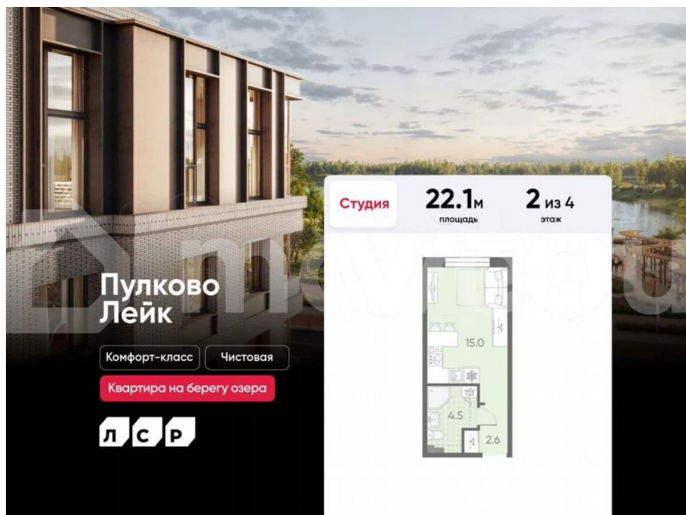 Студия
22.1м
площадь
2 из 4
этаж
Пулково
Лейк
Комфорт-класс
Чистовая
Квартира на берегу озера
ЛСР
15.0
4.5
2.6